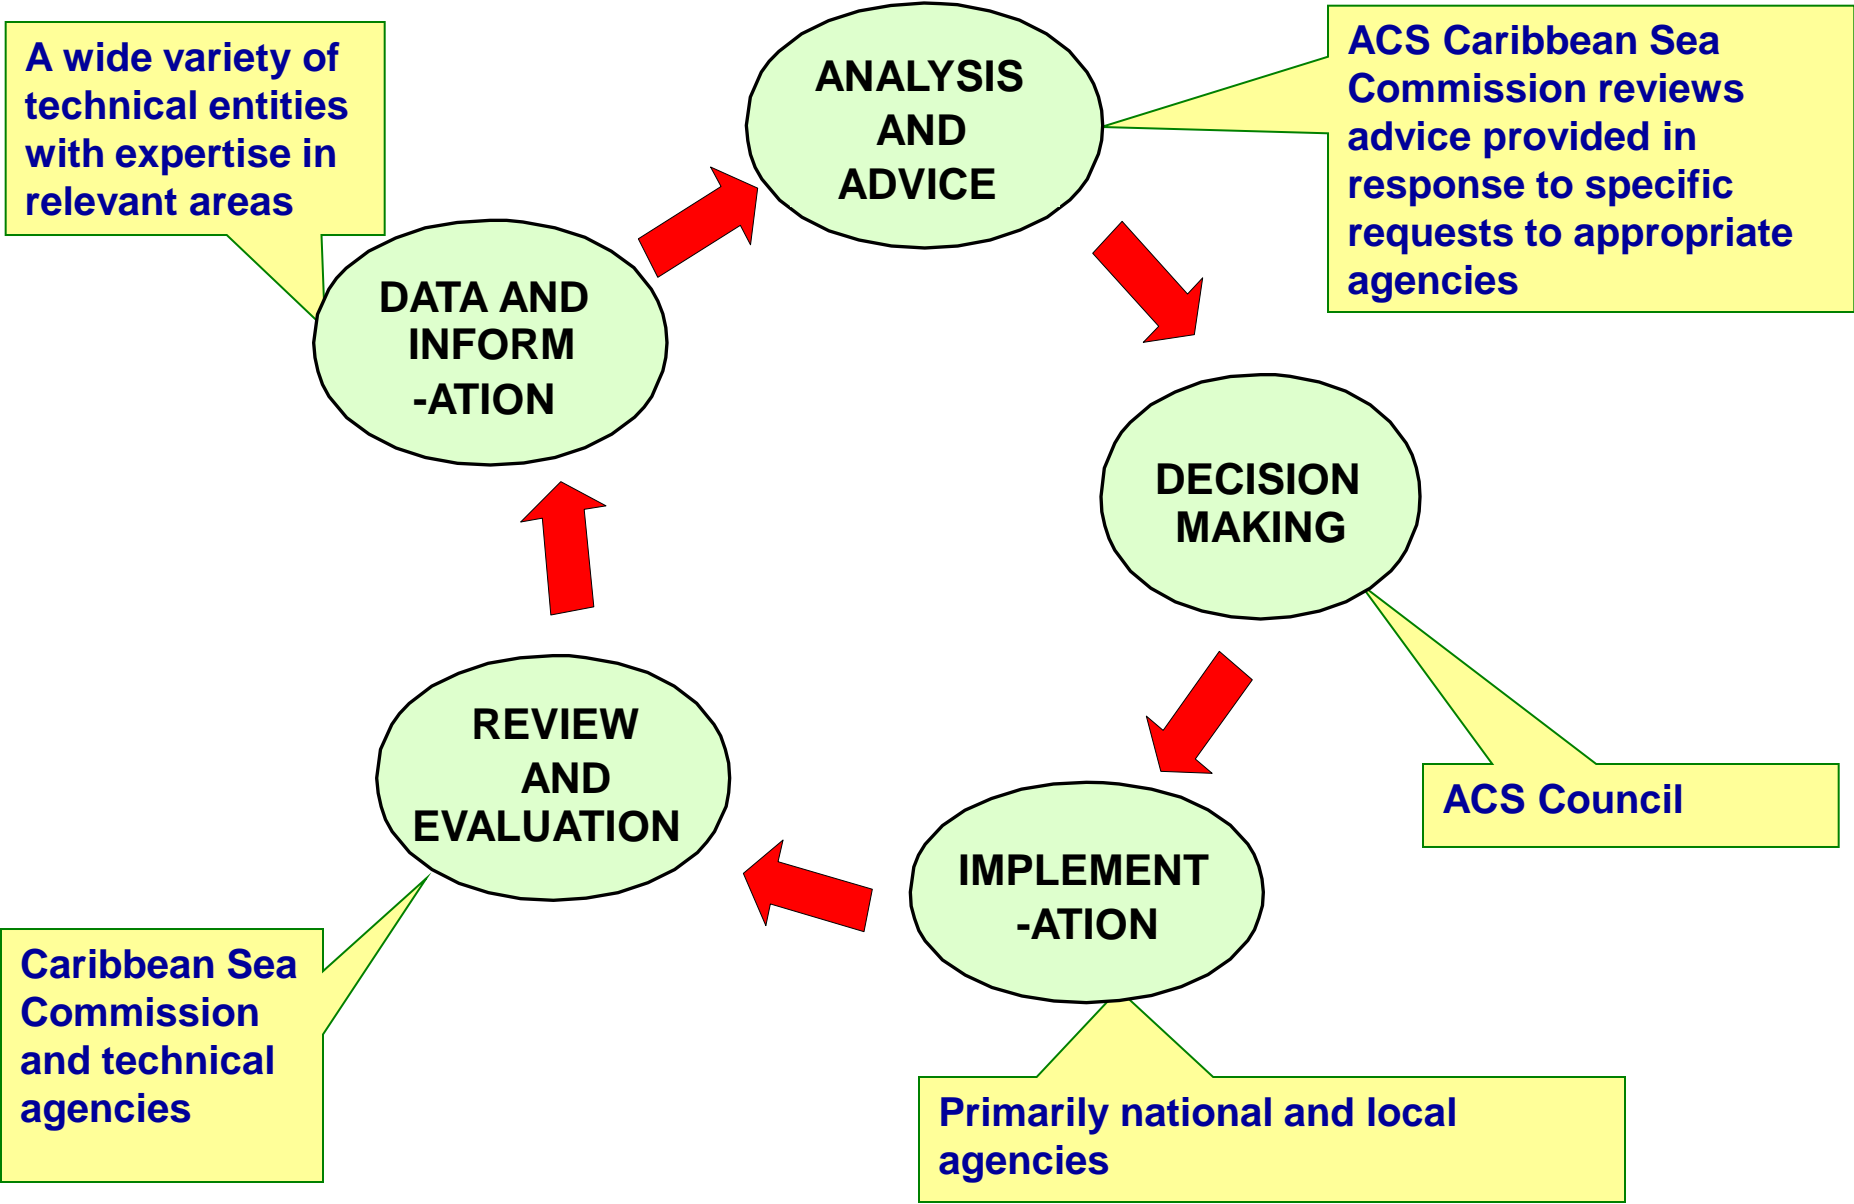 A wide variety of
technical entities
with expertise in
relevant areas
ANALYSIS
AND
ADVICE
ACS Caribbean Sea
Commission reviews
advice provided in
response to specific
requests to appropriate
agencies
DATA AND
INFORM
-ATION
DECISION
MAKING
ACS Council
REVIEW
AND
EVALUATION
IMPLEMENT
-ATION
Caribbean Sea
Commission
and technical
agencies
Primarily national and local
agencies